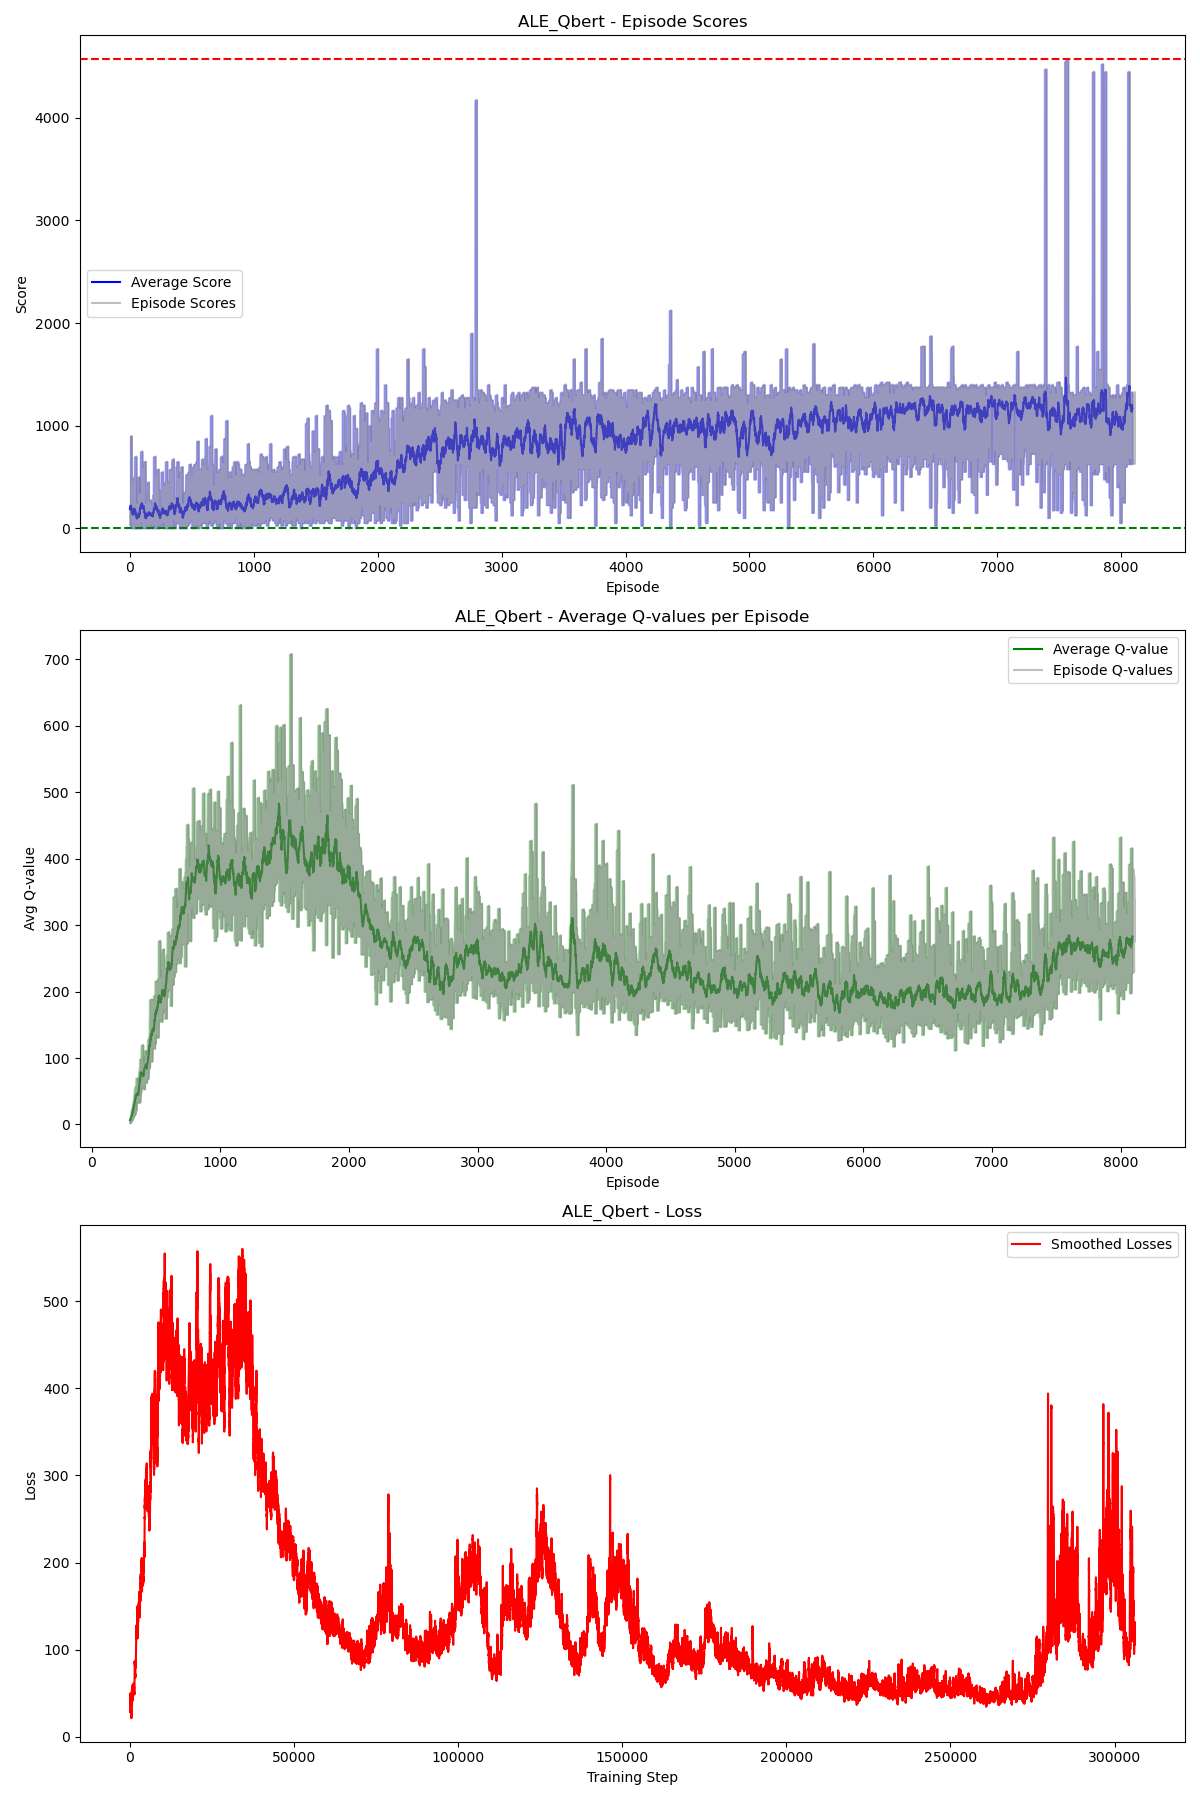 ALE_Qbert - Episode Scores
Score
4000
3000
2000
1000
0
Average Score
Episode Scores
0 1000 2000 3000 4000 5000 6000 7000 8000
Episode
ALE_Qbert - Average Q-values per Episode
Avg Q-value
700
600
500
400
300
200
100
0
Average Q-value
Episode Q-values
0 1000 2000 3000 4000 5000 6000 7000 8000
Episode
ALE_Qbert - Loss
Loss
500
400
300
200
100
0
Smoothed Losses
0 50000 100000 150000 200000 250000 300000
Training Step